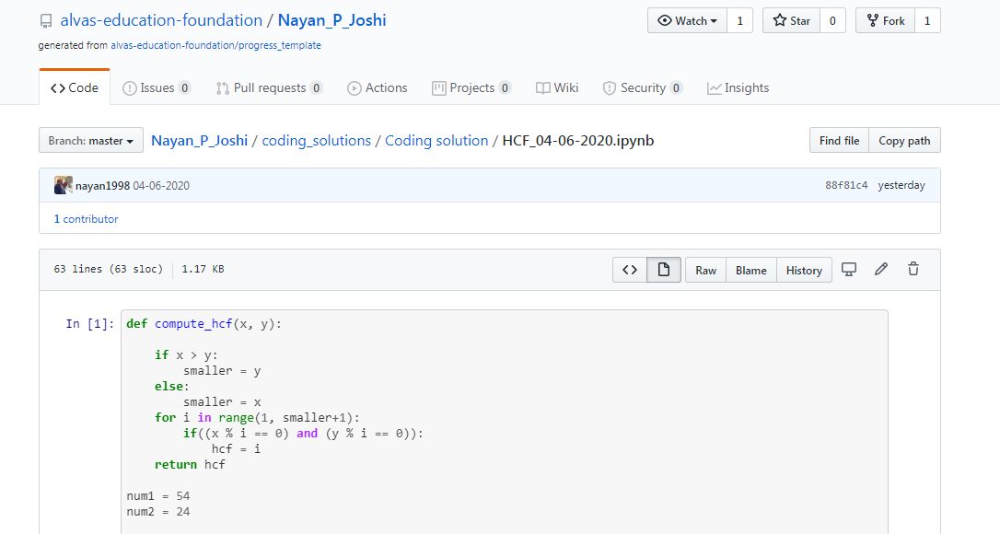 alvas-education-foundation / Nayan_P_Joshi
Watch 1 Star 0 Fork 1
generated from alvas-education-foundation/progress_template
Code Issues 0 Pull requests 0 Actions Projects 0 Wiki Security 0 Insights
Branch: master Nayan_P_Joshi / coding_solutions / Coding solution / HCF_04-06-2020.ipynb Find file Copy path
nayan1998 04-06-2020 88f81c4 yesterday
1 contributor
63 lines (63 sloc) 1.17 KB <> Raw Blame History
In [1]: def compute_hcf(x, y):
if x > y:
smaller = y
else:
smaller = x
for i in range(1, smaller+1):
if((x % i == 0) and (y % i == 0)):
hcf = i
return hcf
num1 = 54
num2 = 24